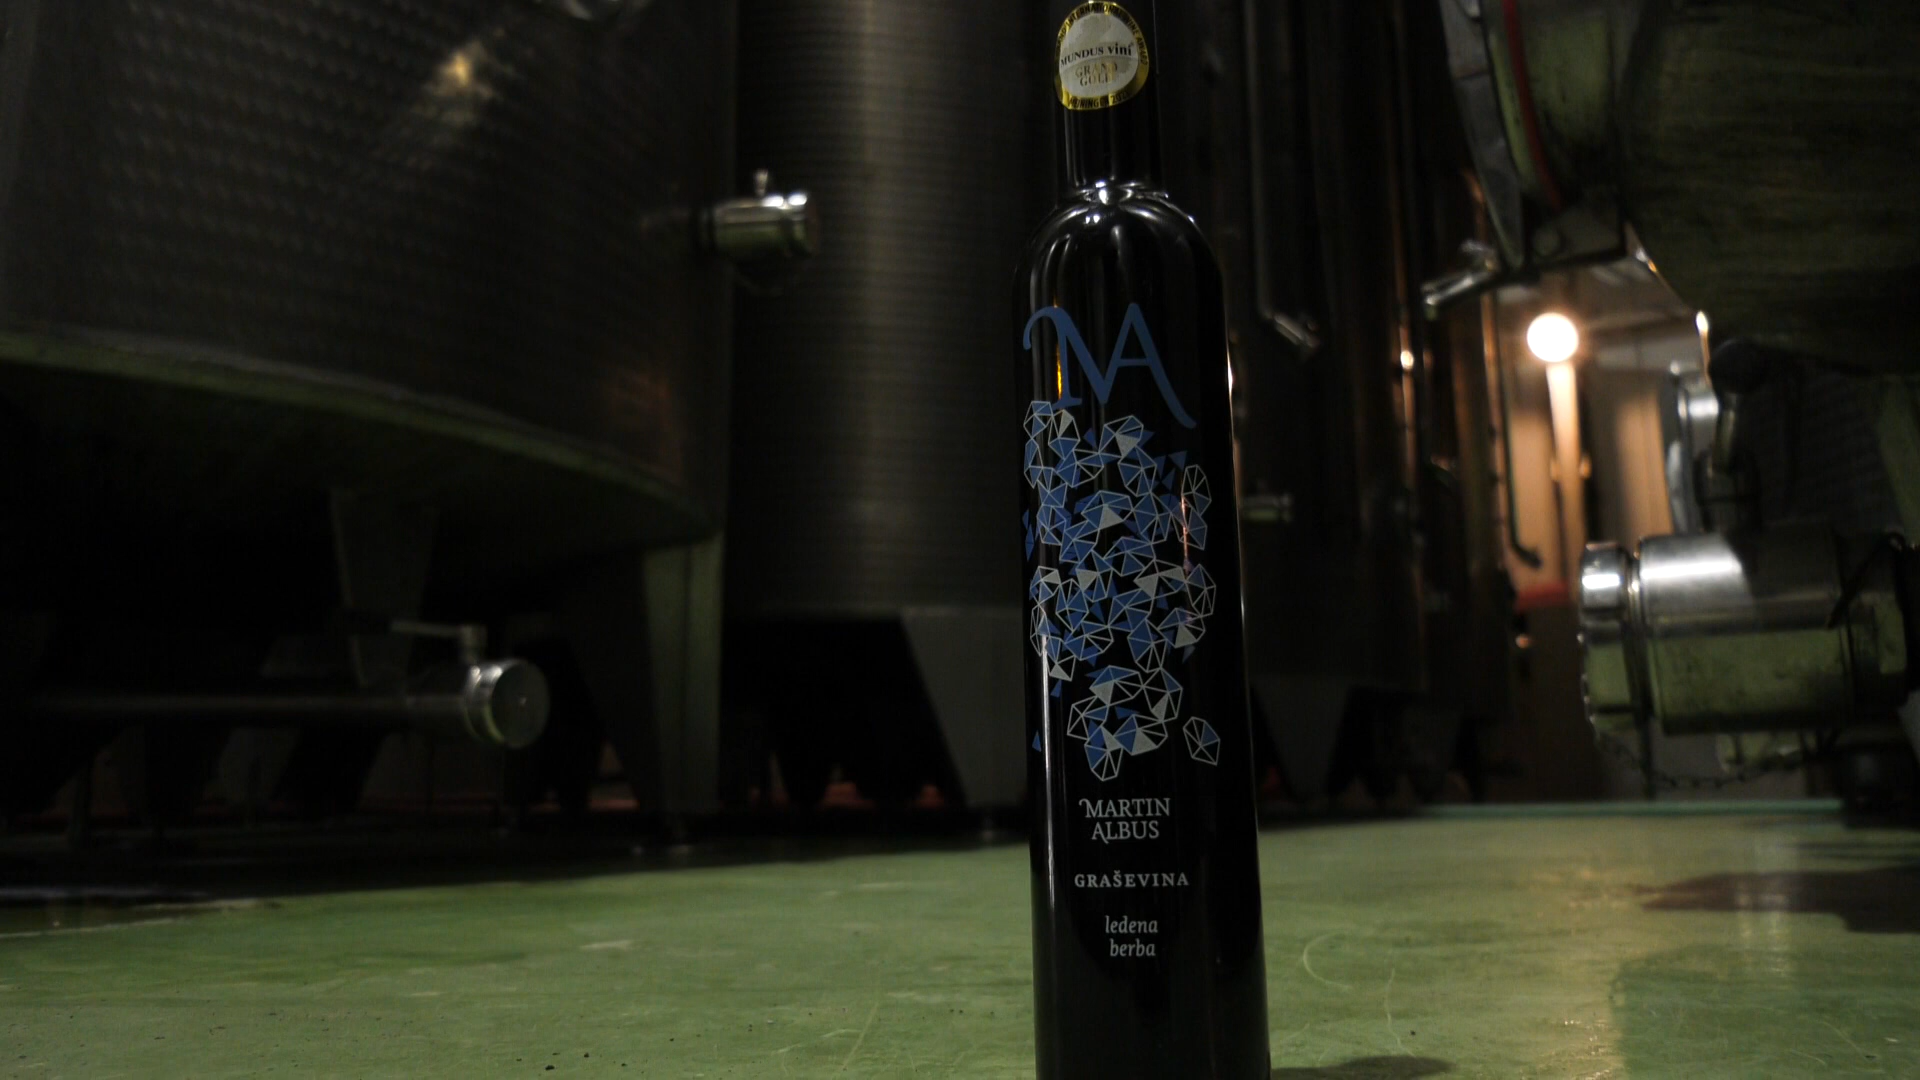 MUNDUS vini
GRAND
GOLD
MA
MARTIN
ALBUS
GRAŠEVINA
ledena
berba